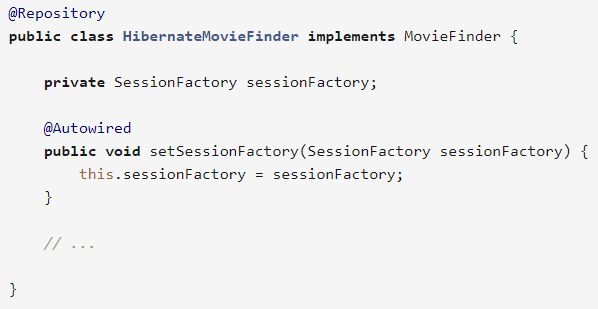 @Repository
public class HibernateMovieFinder implements MovieFinder {
private SessionFactory sessionFactory;
@Autowired
public void setSessionFactory(SessionFactory sessionFactory) {
this.sessionFactory = sessionFactory;
}
// ...
}